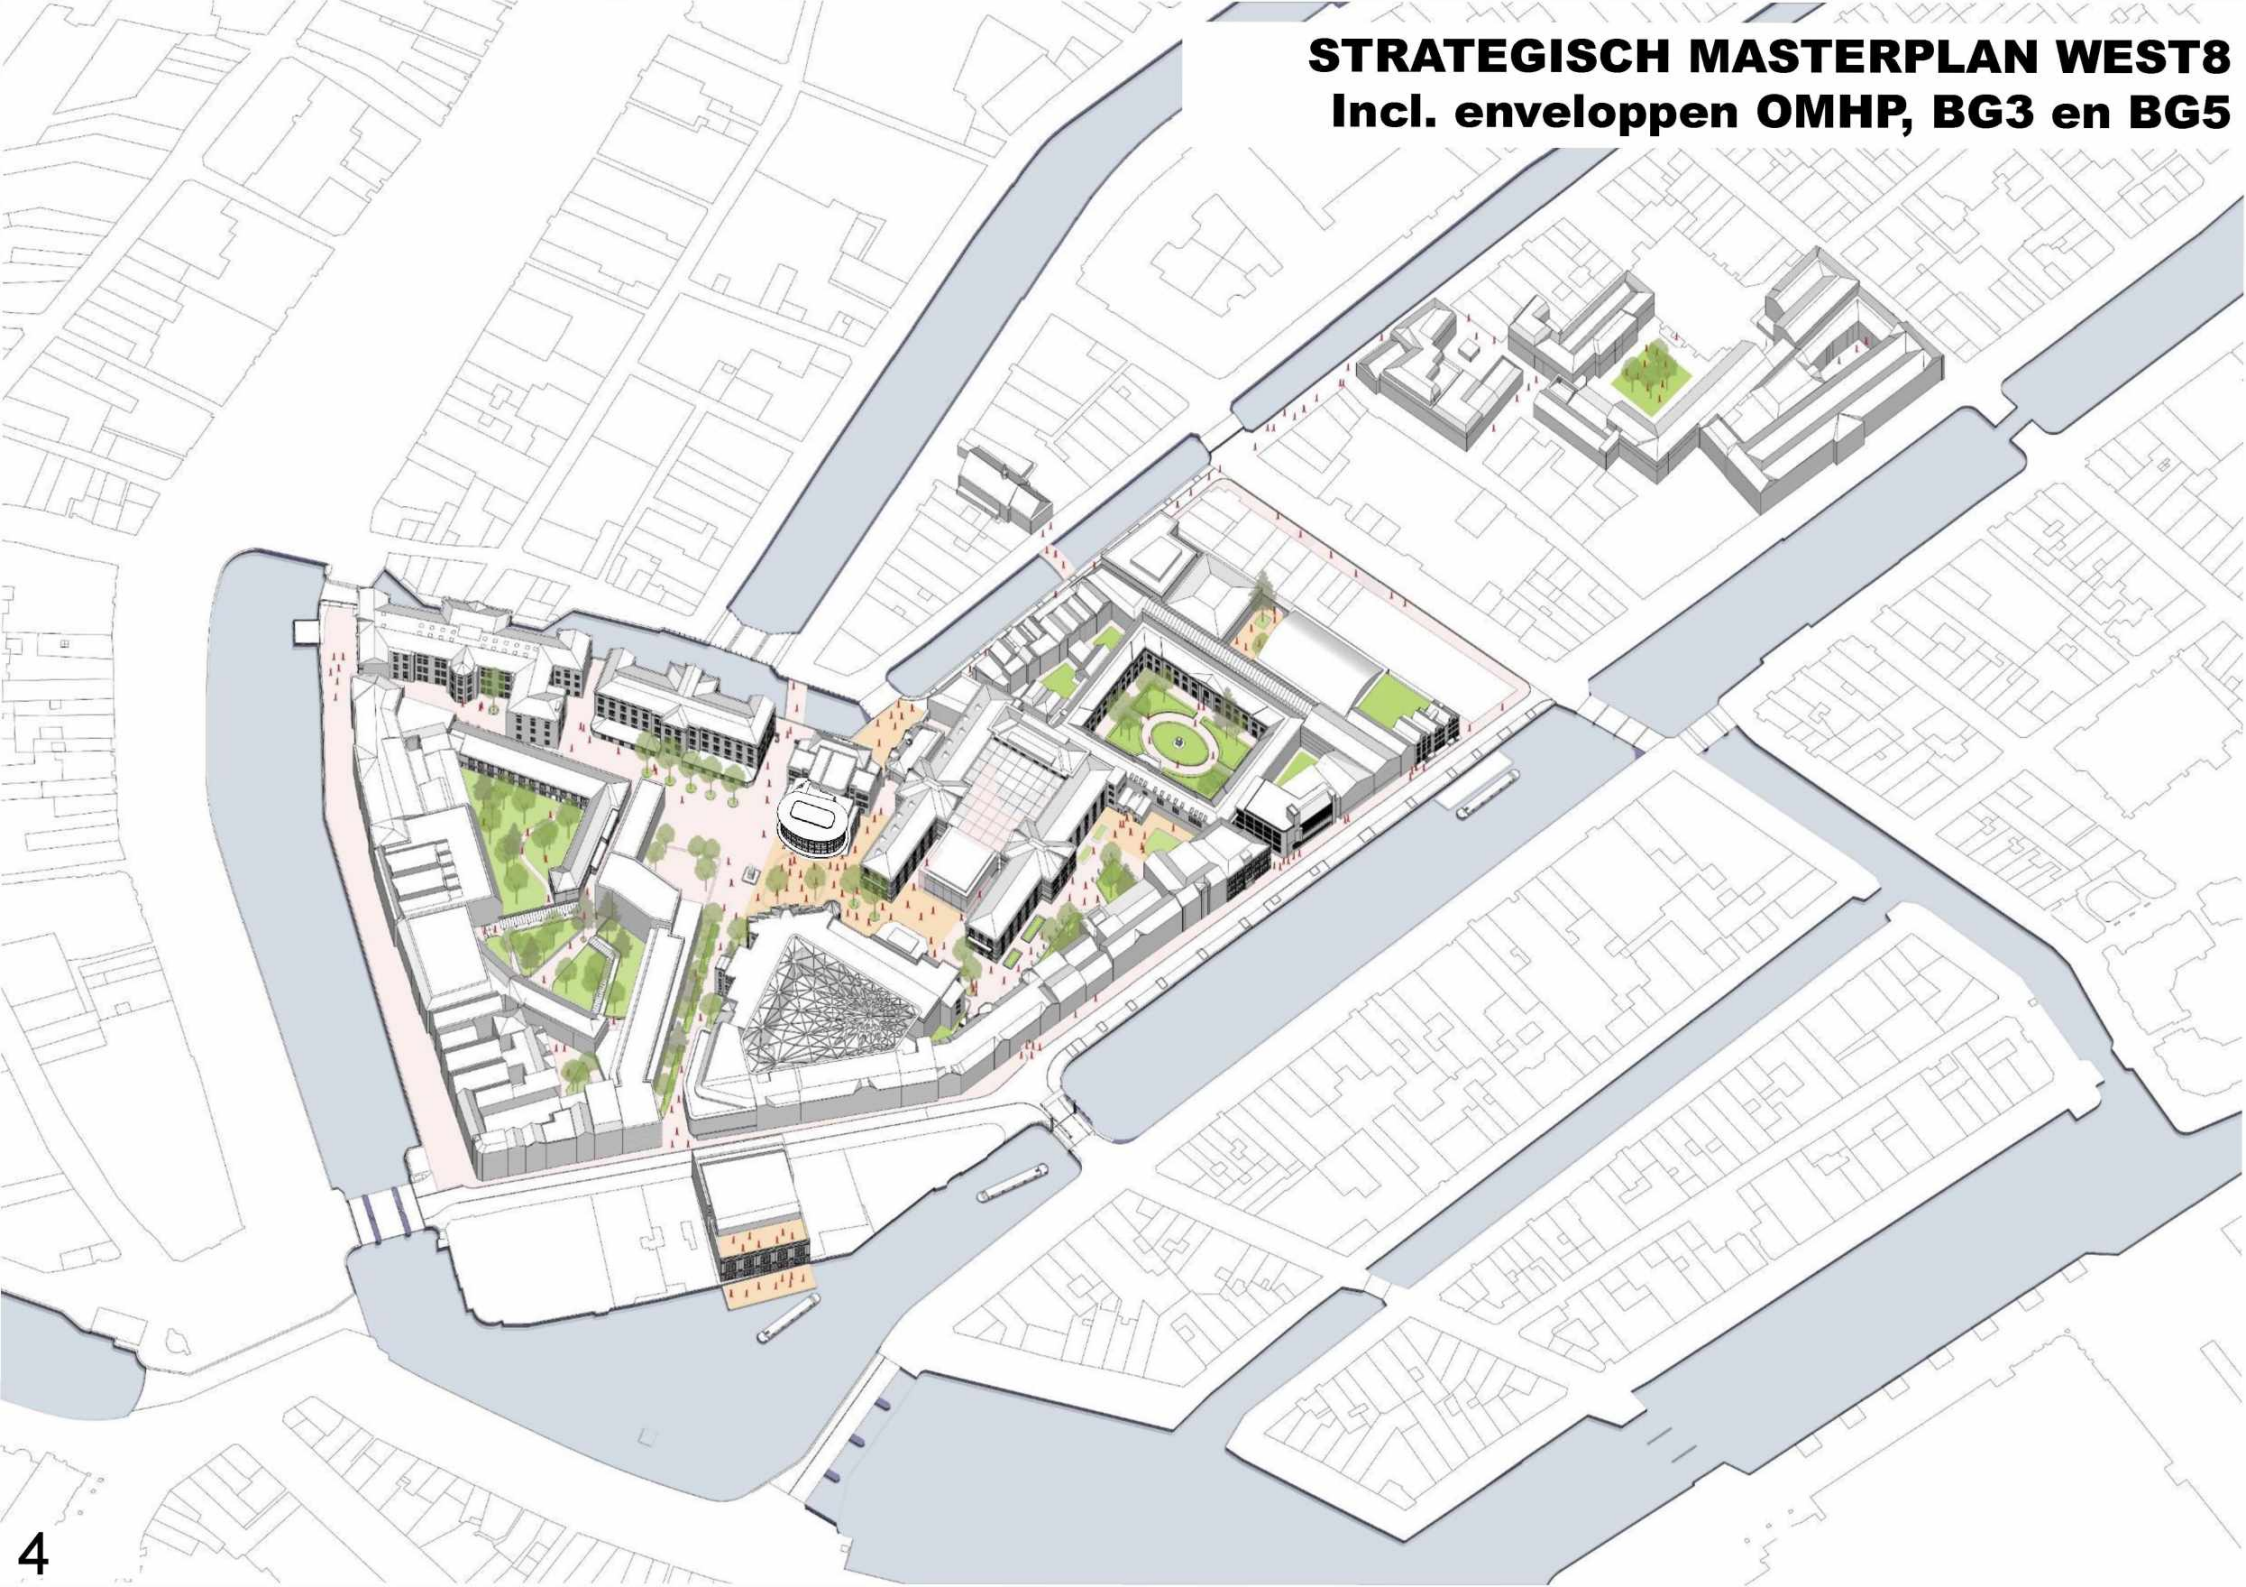 STRATEGISCH MASTERPLAN WEST8
Incl. enveloppen OMHP, BG3 en BG5
4